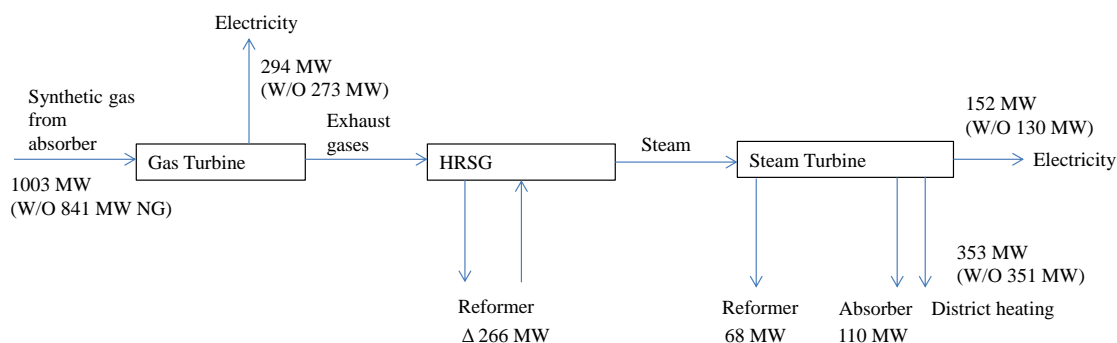 Electricity
294 MW
(W/O 273 MW)
Synthetic gas
from
absorber
Exhaust
gases
Gas Turbine
1003 MW
(W/O 841 MW NG)
HRSG
Steam
Steam Turbine
152 MW
(W/O 130 MW)
Electricity
353 MW
(W/O 351 MW)
Reformer
Δ 266 MW
Reformer
68 MW
Absorber
110 MW
District heating